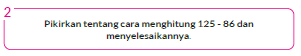 2
Pikirkan tentang cara menghitung 125 - 86 dan
menyelesaikannya.